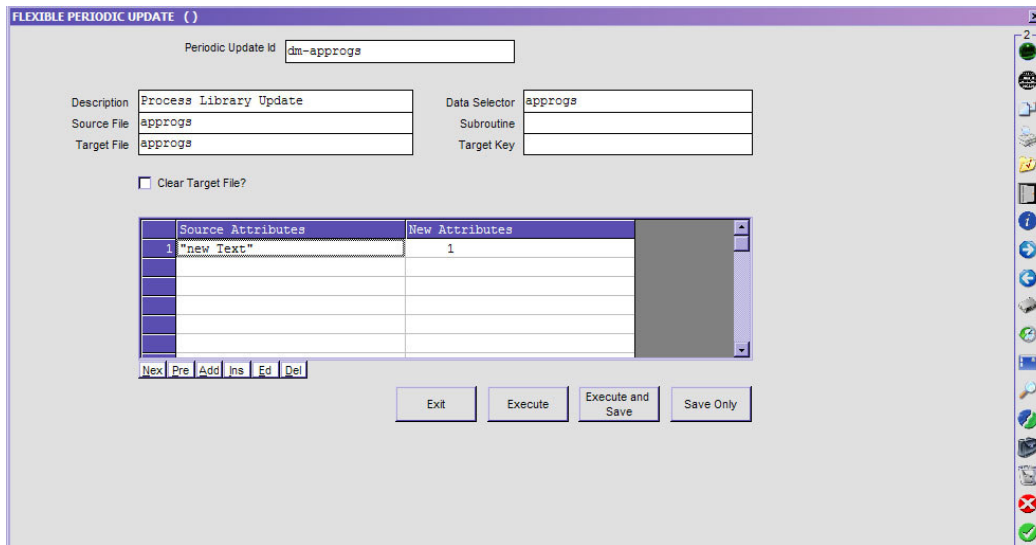 FLEXIBLE PERIODIC UPDATE ( )
2
Periodic Update Id dm-approgs
Description Process Library Update Data Selector approgs
Source File approgs Subroutine
Target File approgs Target Key
Clear Target File?
Source Attributes New Attributes
1 "new Text" 1
Nex Pre Add Ins Ed Del
Exit Execute Execute and Save Save Only